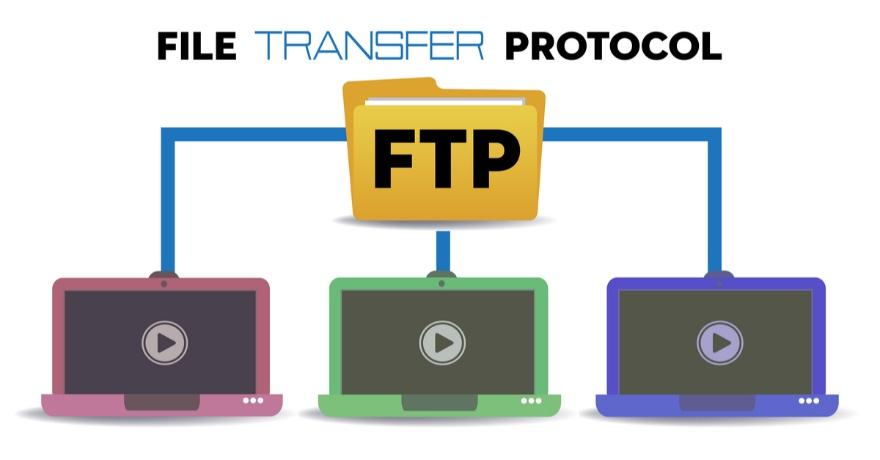 FILE TRANSFER PROTOCOL
FTP